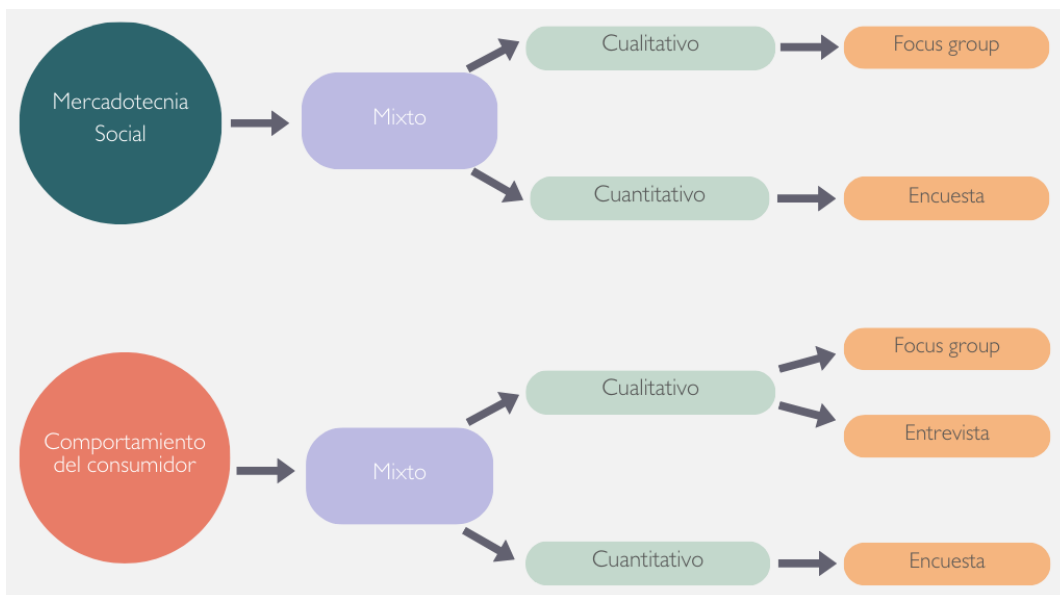 Mercadotecnia
Social
Mixto
Cualitativo
Focus group
Cuantitativo
Encuesta
Comportamiento
del consumidor
Mixto
Cualitativo
Focus group
Entrevista
Cuantitativo
Encuesta